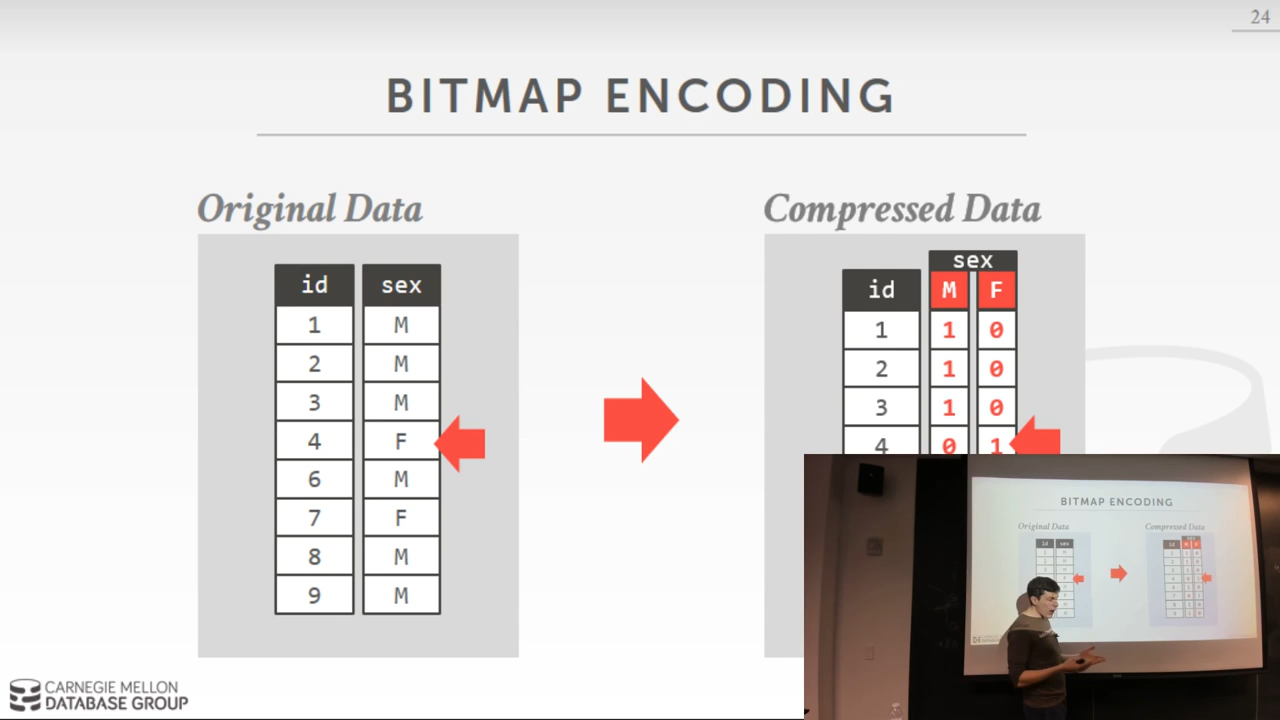 24
BITMAP ENCODING
Original Data
id sex
1 M
2 M
3 M
4 F
6 M
7 F
8 M
9 M
Compressed Data
sex
id M F
1 1 0
2 1 0
3 1 0
4 0 1
BITMAP ENCODING
Original Data
Compressed Data
id sex
CARNEGIE MELLON
DATABASE GROUP